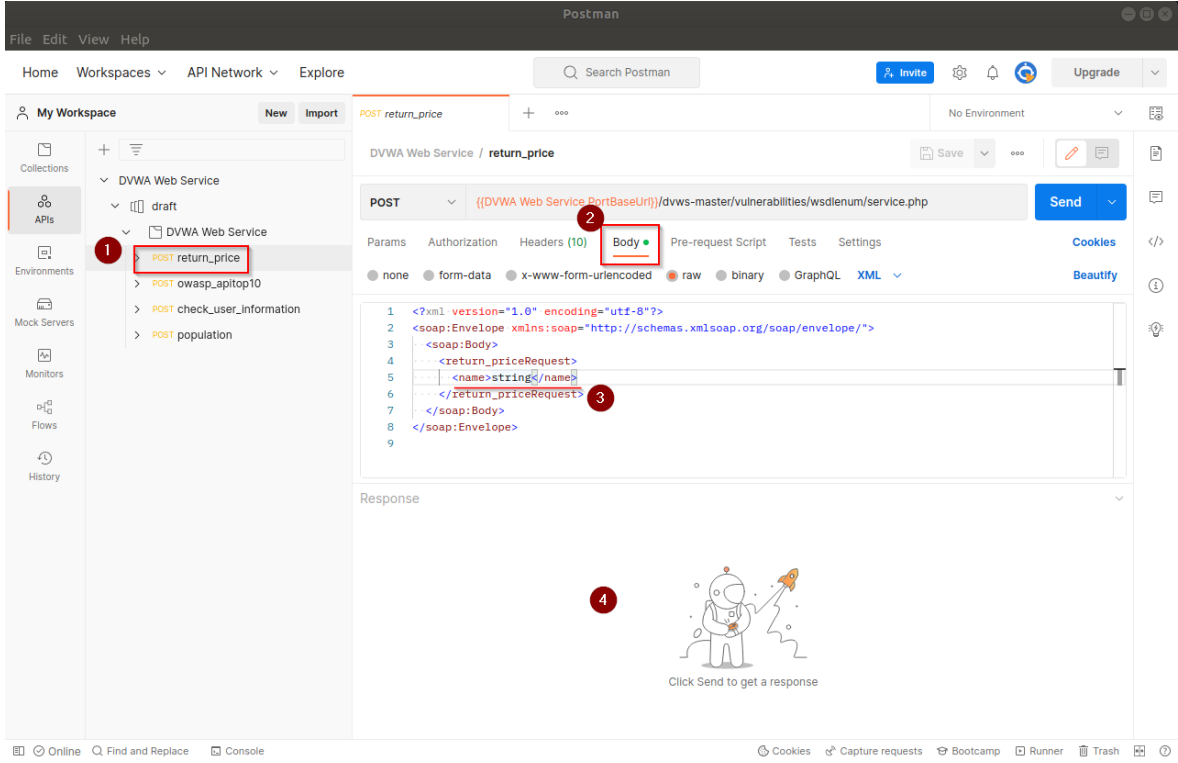 Postman
File Edit View Help
Home Workspaces API Network Explore Search Postman Invite Upgrade
My Workspace New Import POST return_price No Environment
Collections
APIs
Environments
Mock Servers
Monitors
Flows
History
DVWA Web Service
draft
DVWA Web Service
1
POST return_price
POST owasp_apitop10
POST check_user_information
POST population
DVWA Web Service / return_price Save
POST {{DVWA Web Service PortBaseUrl}}/dvws-master/vulnerabilities/wsdlenum/service.php Send
2
Params Authorization Headers (10) Body Pre-request Script Tests Settings Cookies
none form-data x-www-form-urlencoded raw binary GraphQL XML Beautify
1 <?xml version="1.0" encoding="utf-8"?>
2 <soap:Envelope xmlns:soap="http://schemas.xmlsoap.org/soap/envelope/">
3 <soap:Body>
4 <return_priceRequest>
5 <name>string</name>
6 </return_priceRequest>
3
7 </soap:Body>
8 </soap:Envelope>
9
Response
4
Click Send to get a response
Online Find and Replace Console Cookies Capture requests Bootcamp Runner Trash